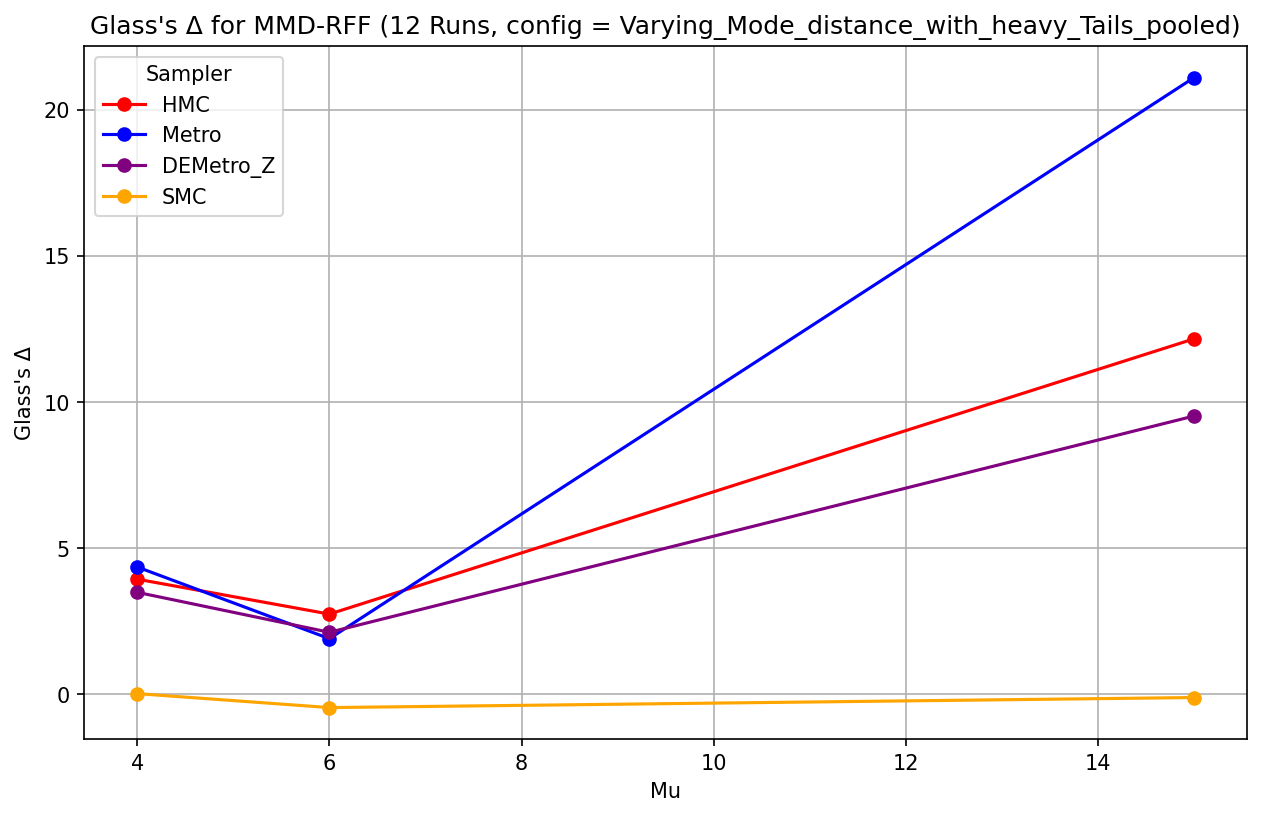 Glass's Δ for MMD-RFF (12 Runs, config = Varying_Mode_distance_with_heavy_Tails_pooled)
Sampler
HMC
Metro
DEMetro_Z
SMC
Glass's Δ
20
15
10
5
0
4 6 8 10 12 14
Mu